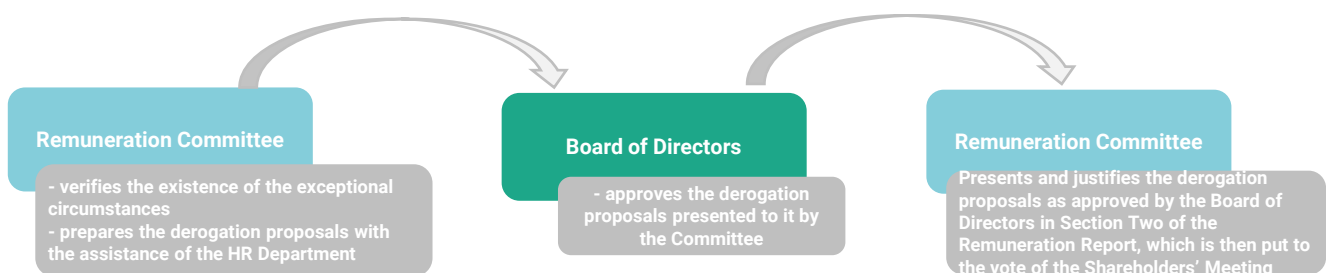 Remuneration Committee
- verifies the existence of the exceptional
circumstances
- prepares the derogation proposals with
the assistance of the HR Department
Board of Directors
- approves the derogation
proposals presented to it by
the Committee
Remuneration Committee
Presents and justifies the derogation
proposals as approved by the Board of
Directors in Section Two of the
Remuneration Report, which is then put to
the vote of the Shareholders' Meeting